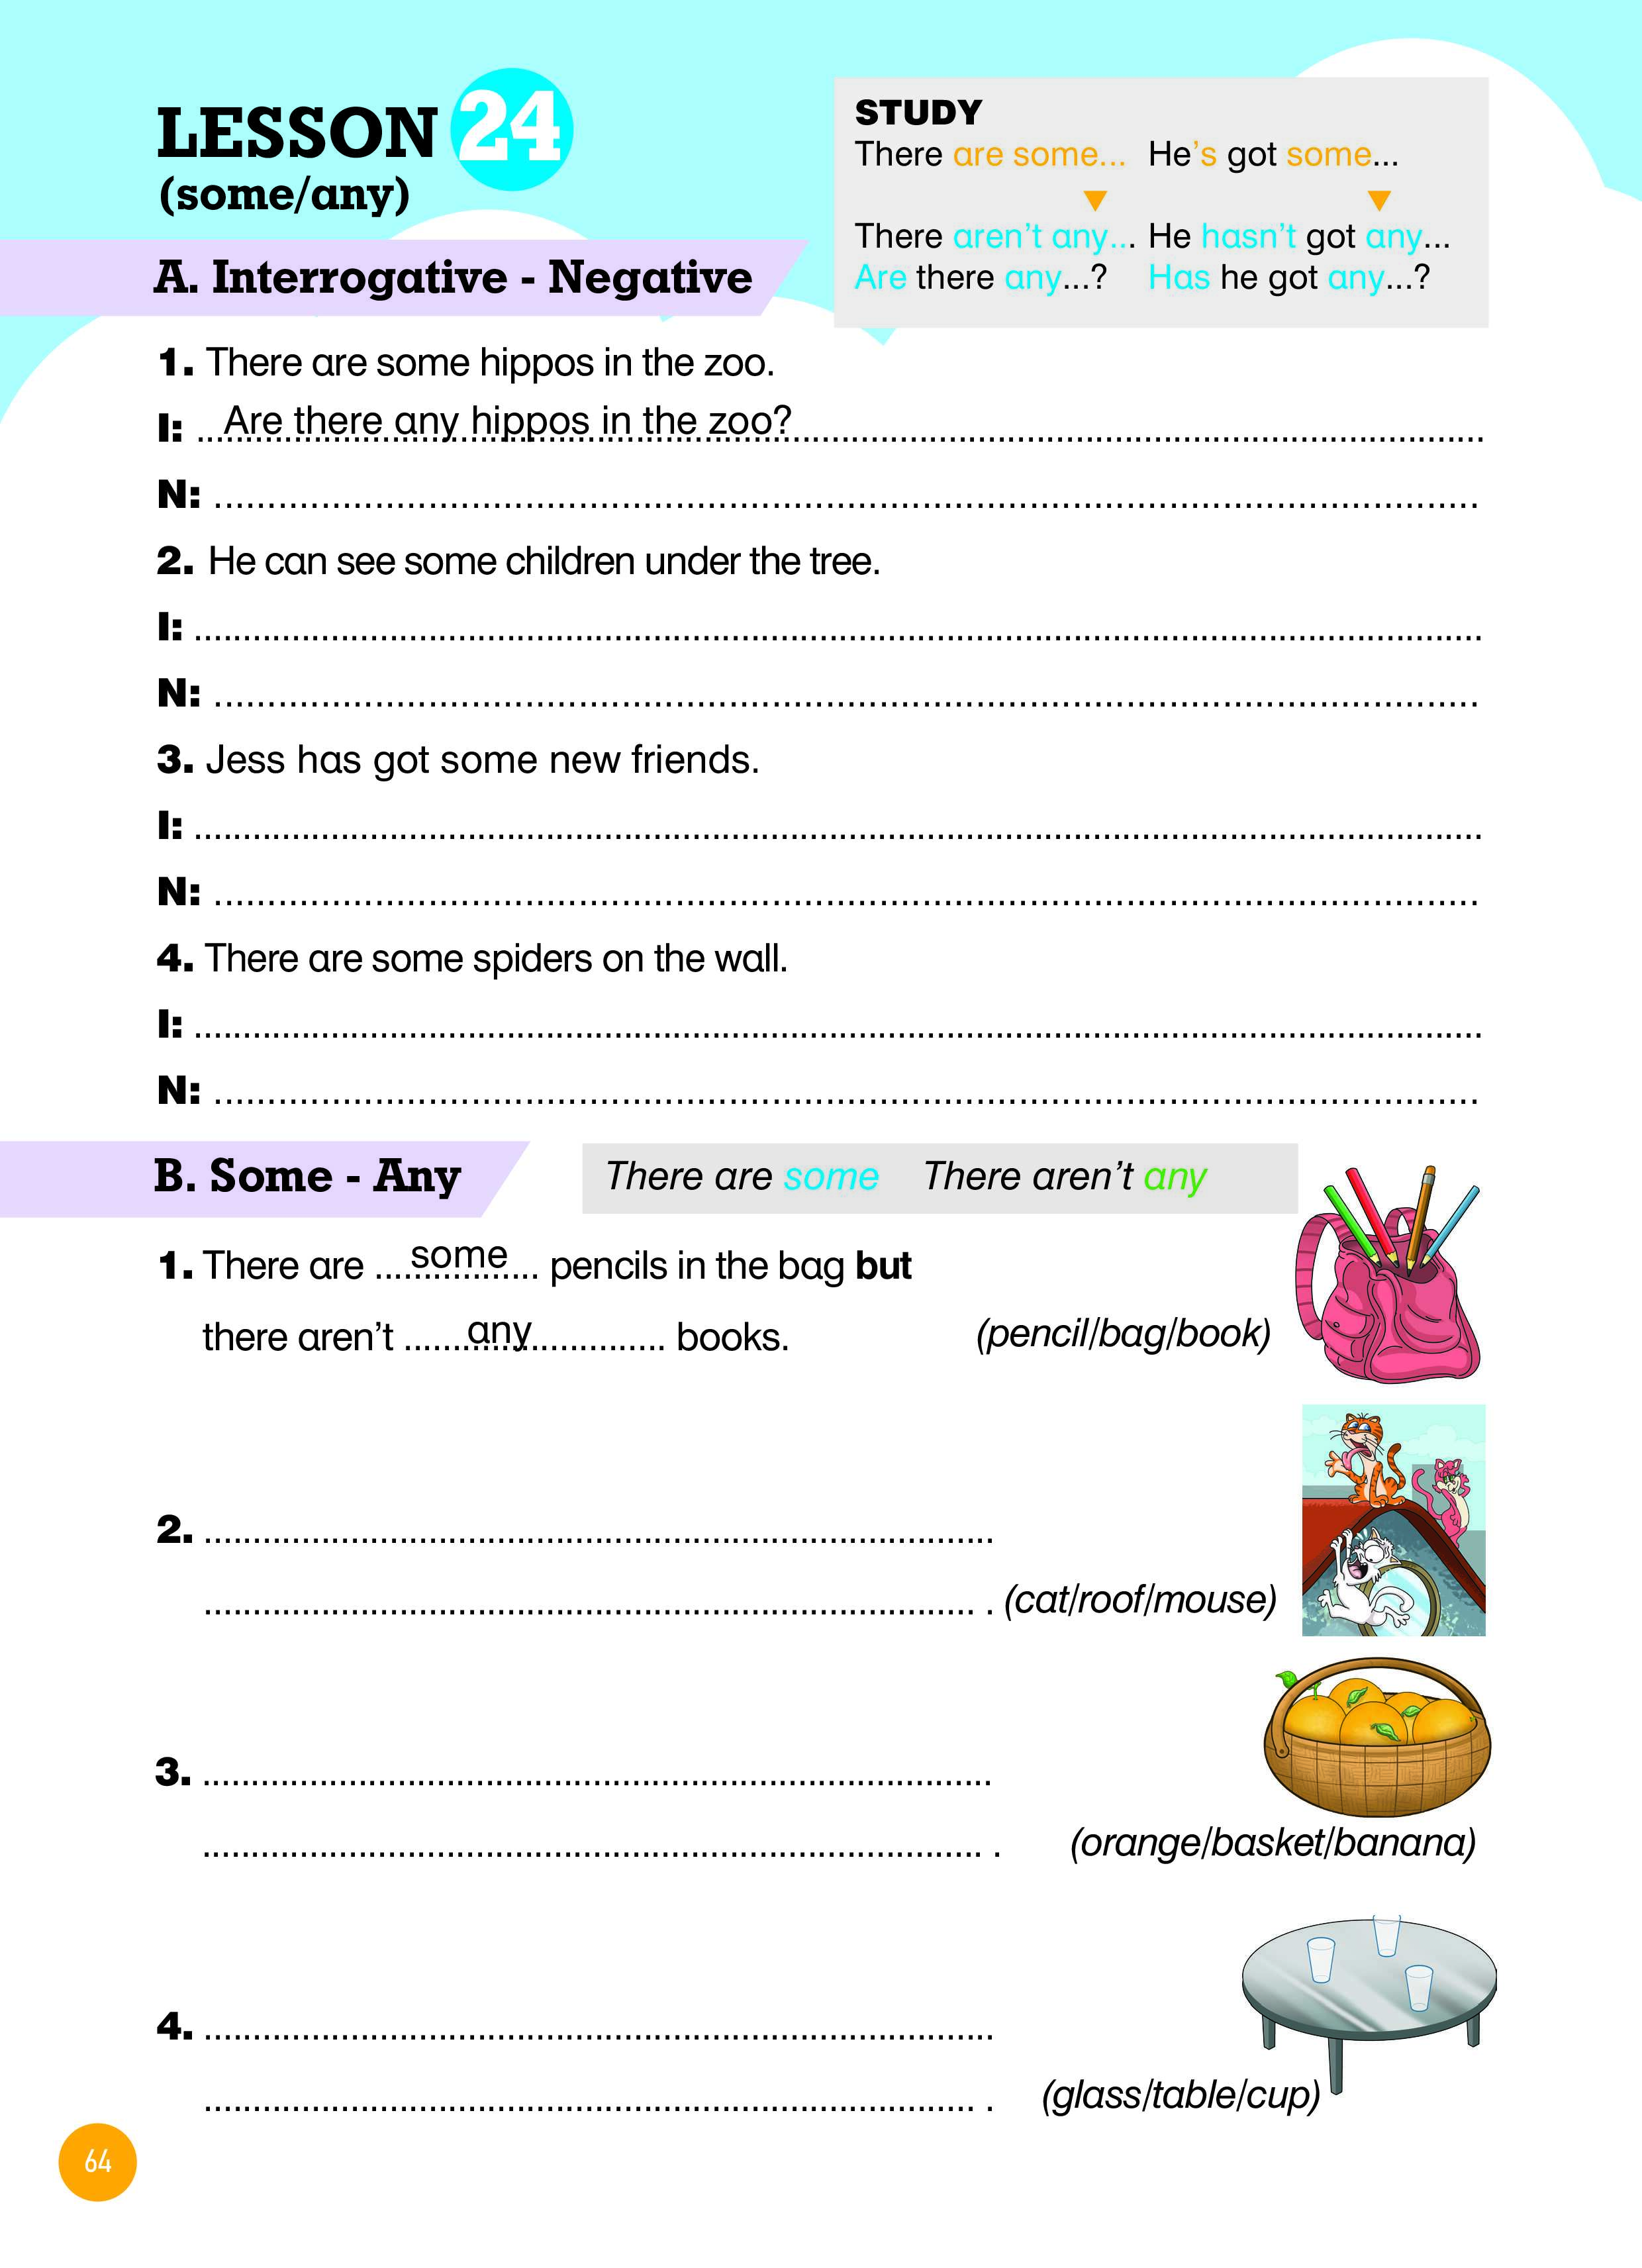 LESSON 24
(some/any)
STUDY
There are some... He's got some...
There aren't any... He hasn't got any...
Are there any...? Has he got any...?
A. Interrogative - Negative
1. There are some hippos in the zoo.
I: Are there any hippos in the zoo?
N:
2. He can see some children under the tree.
I:
N:
3. Jess has got some new friends.
I:
N:
4. There are some spiders on the wall.
I:
N:
B. Some - Any
There are some There aren't any
1. There are some pencils in the bag but
there aren't any books. (pencil/bag/book)
2.
. (cat/roof/mouse)
3.
. (orange/basket/banana)
4.
. (glass/table/cup)
64